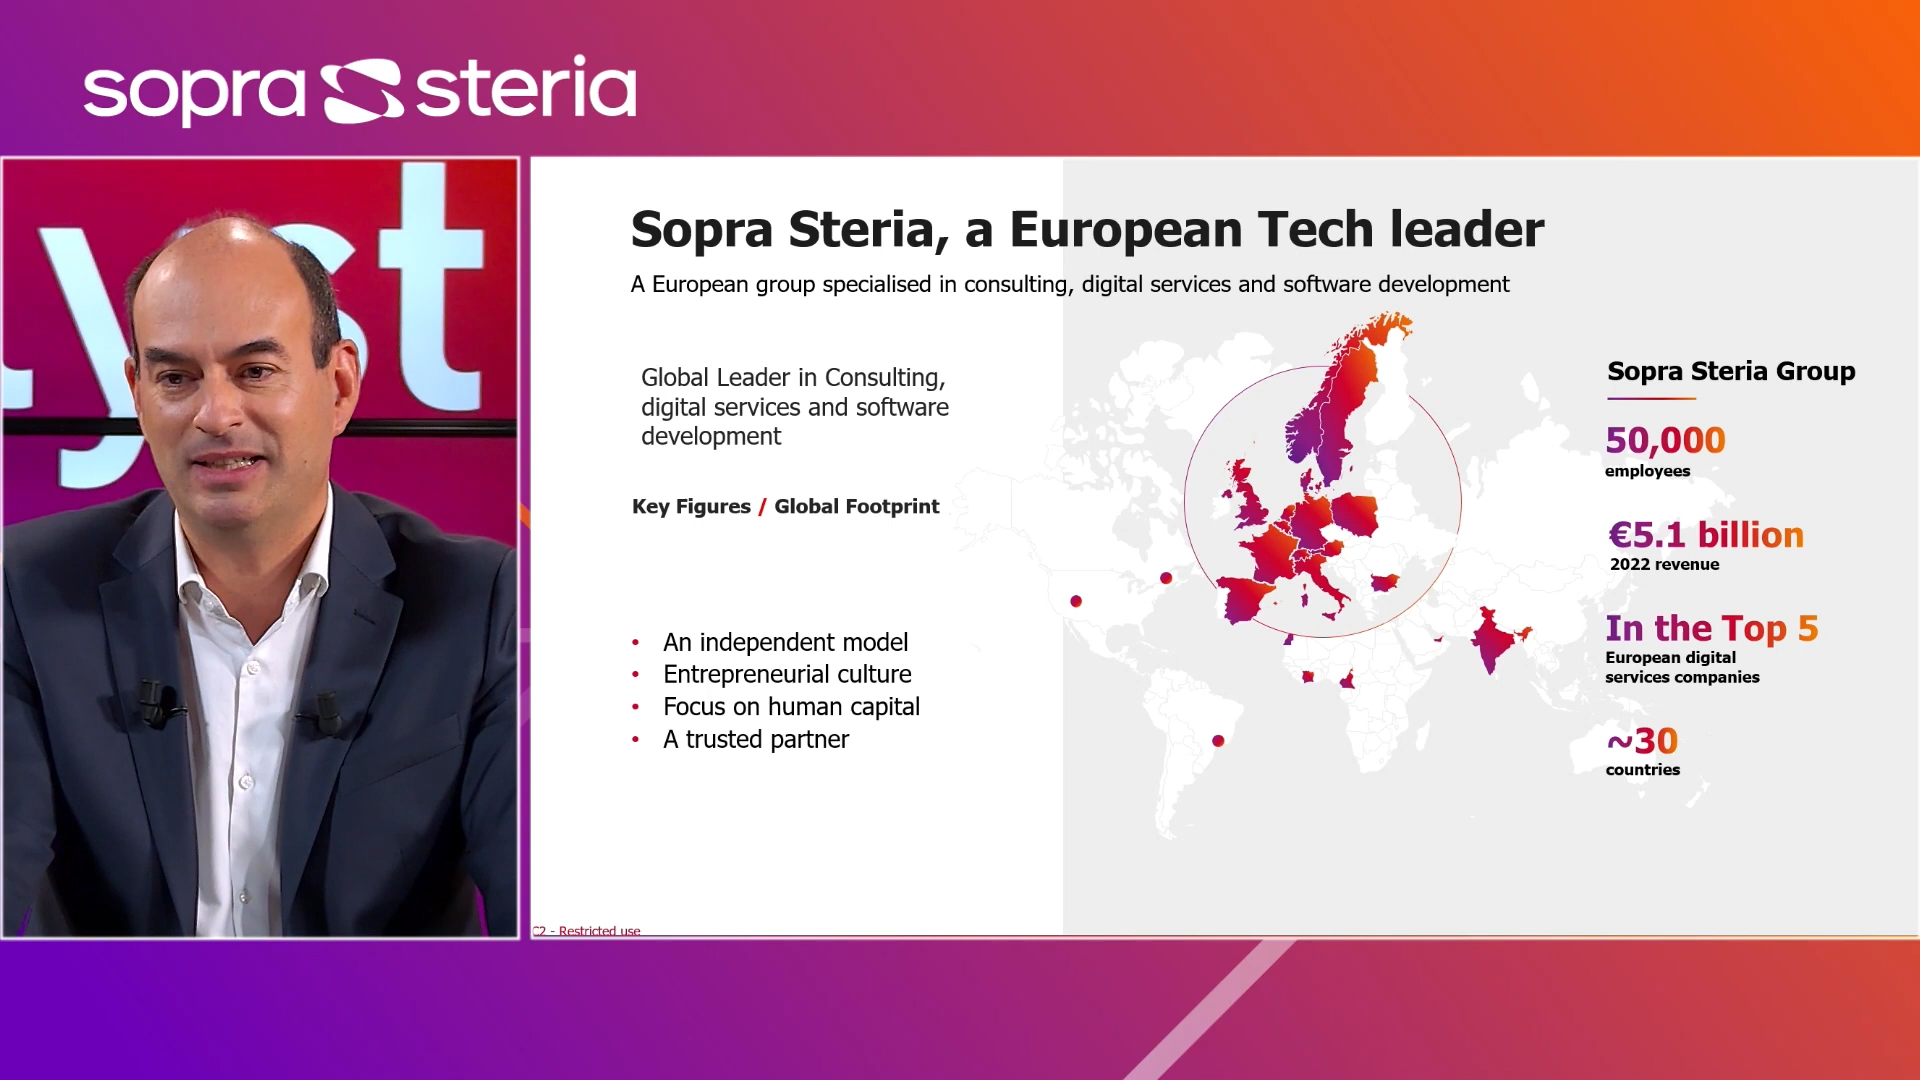 sopra steria
lyst
Sopra Steria, a European Tech leader
A European group specialised in consulting, digital services and software development
Global Leader in Consulting,
digital services and software
development
Key Figures / Global Footprint
• An independent model
• Entrepreneurial culture
• Focus on human capital
• A trusted partner
Sopra Steria Group
50,000
employees
€5.1 billion
2022 revenue
In the Top 5
European digital
services companies
~30
countries
C2 - Restricted use